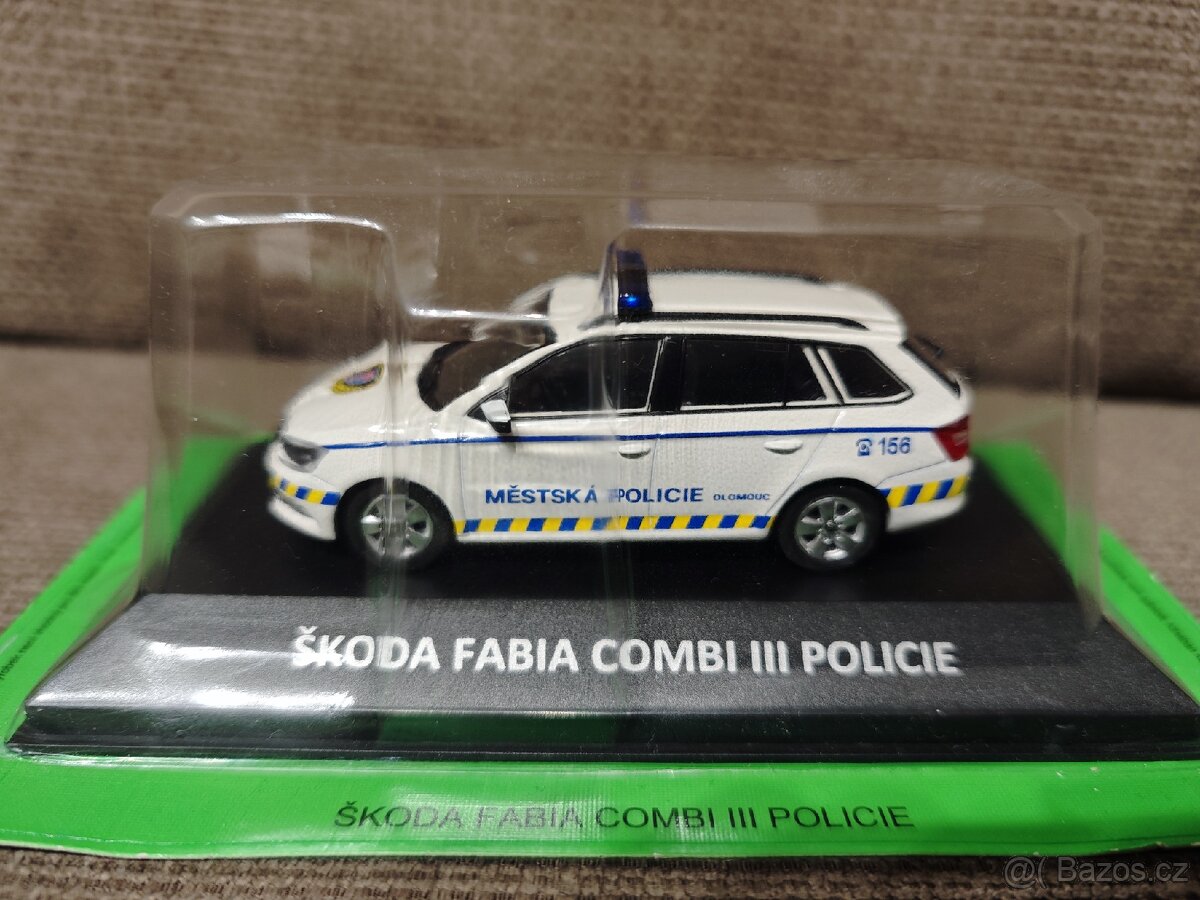 ☎ 156
MĚSTSKÁ POLICIE OLOMOUC
ŠKODA FABIA COMBI III POLICIE
ŠKODA FABIA COMBI III POLICIE
@( Bazos.cz